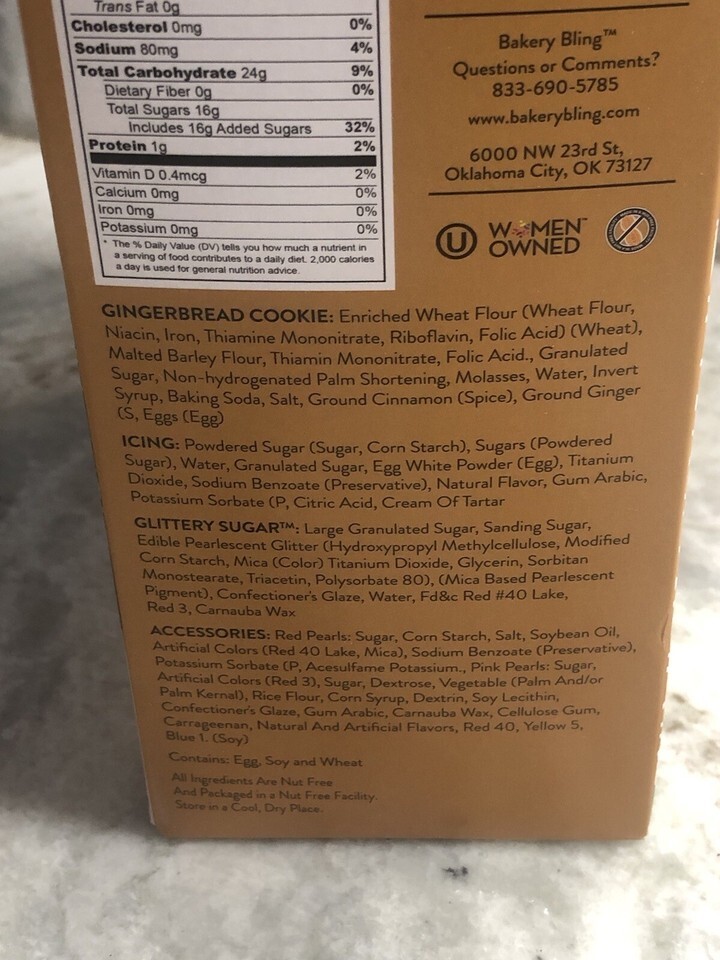 Trans Fat 0g
Cholesterol 0mg 0%
Sodium 80mg 4%
Total Carbohydrate 24g 9%
Dietary Fiber 0g 0%
Total Sugars 16g
Includes 16g Added Sugars 32%
Protein 1g 2%
Vitamin D 0.4mcg 2%
Calcium 0mg 0%
Iron 0mg 0%
Potassium 0mg 0%
* The % Daily Value (DV) tells you how much a nutrient in
a serving of food contributes to a daily diet. 2,000 calories
a day is used for general nutrition advice.
Bakery Bling™
Questions or Comments?
833-690-5785
www.bakerybling.com
6000 NW 23rd St,
Oklahoma City, OK 73127
U
WOMEN™
OWNED
GINGERBREAD COOKIE: Enriched Wheat Flour (Wheat Flour,
Niacin, Iron, Thiamine Mononitrate, Riboflavin, Folic Acid) (Wheat),
Malted Barley Flour, Thiamin Mononitrate, Folic Acid., Granulated
Sugar, Non-hydrogenated Palm Shortening, Molasses, Water, Invert
Syrup, Baking Soda, Salt, Ground Cinnamon (Spice), Ground Ginger
(S, Eggs (Egg)
ICING: Powdered Sugar (Sugar, Corn Starch), Sugars (Powdered
Sugar), Water, Granulated Sugar, Egg White Powder (Egg), Titanium
Dioxide, Sodium Benzoate (Preservative), Natural Flavor, Gum Arabic,
Potassium Sorbate (P, Citric Acid, Cream Of Tartar
GLITTERY SUGAR™: Large Granulated Sugar, Sanding Sugar,
Edible Pearlescent Glitter (Hydroxypropyl Methylcellulose, Modified
Corn Starch, Mica (Color) Titanium Dioxide, Glycerin, Sorbitan
Monostearate, Triacetin, Polysorbate 80), (Mica Based Pearlescent
Pigment), Confectioner's Glaze, Water, Fd&c Red #40 Lake,
Red 3, Carnauba Wax
ACCESSORIES: Red Pearls: Sugar, Corn Starch, Salt, Soybean Oil,
Artificial Colors (Red 40 Lake, Mica), Sodium Benzoate (Preservative),
Potassium Sorbate (P, Acesulfame Potassium., Pink Pearls: Sugar,
Artificial Colors (Red 3), Sugar, Dextrose, Vegetable (Palm And/or
Palm Kernal), Rice Flour, Corn Syrup, Dextrin, Soy Lecithin,
Confectioner's Glaze, Gum Arabic, Carnauba Wax, Cellulose Gum,
Carrageenan, Natural And Artificial Flavors, Red 40, Yellow 5,
Blue 1. (Soy)
Contains: Egg, Soy and Wheat
All Ingredients Are Nut Free
And Packaged in a Nut Free Facility.
Store in a Cool, Dry Place.